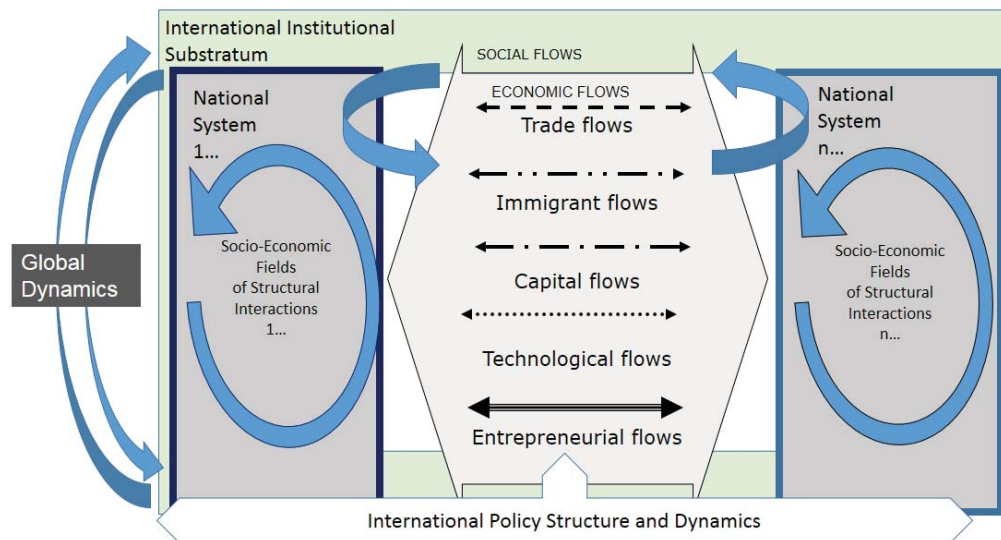 International Institutional
Substratum
SOCIAL FLOWS
National
System
1...
ECONOMIC FLOWS
Trade flows
National
System
n...
Immigrant flows
Socio-Economic
Fields
of Structural
Interactions
1...
Global
Dynamics
Capital flows
Socio-Economic
Fields
of Structural
Interactions
n...
Technological flows
Entrepreneurial flows
International Policy Structure and Dynamics